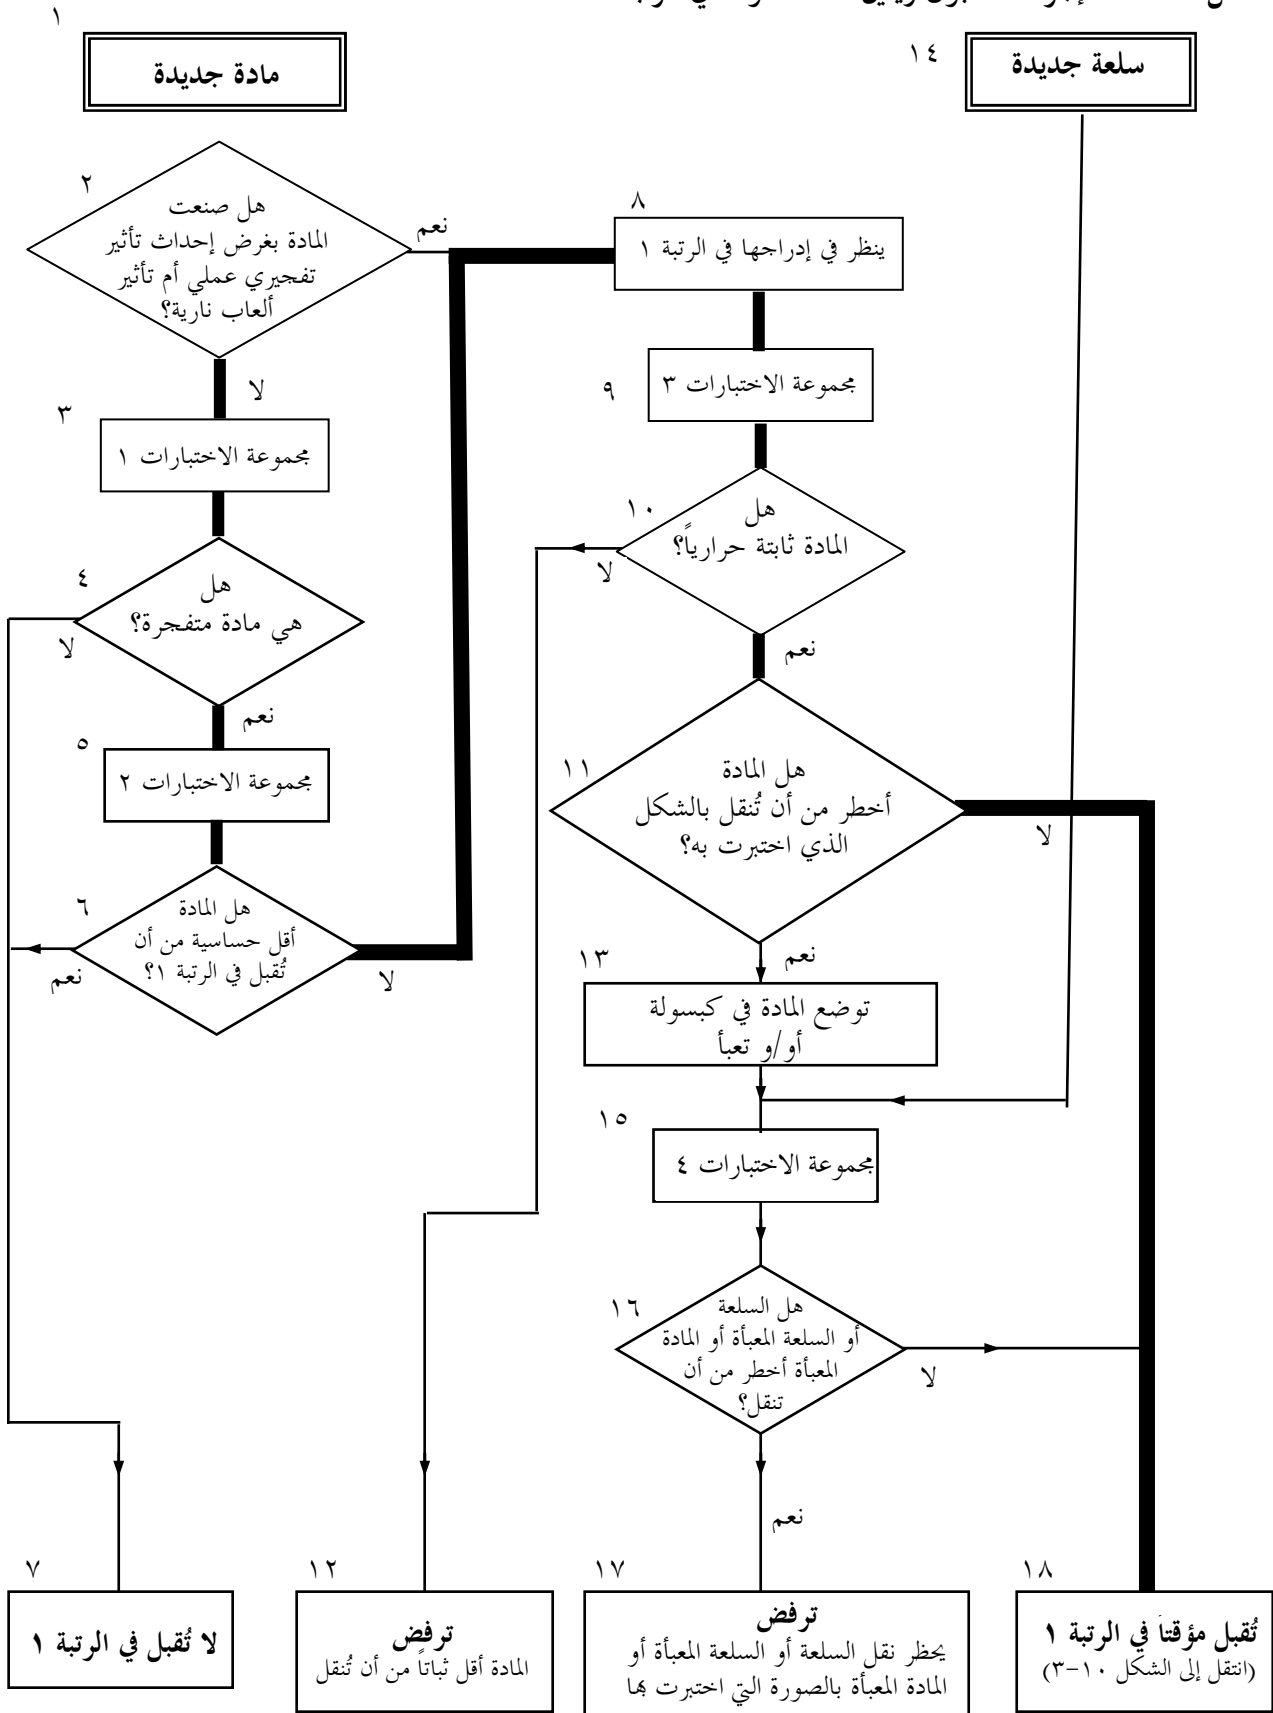 ١
مادة جديدة
٢
هل صنعت
المادة بغرض إحداث تأثير
تفجيري عملي أم تأثير
ألعاب نارية؟
نعم
لا
٣
مجموعة الاختبارات ١
٤
هل
هي مادة متفجرة؟
لا
نعم
٥
مجموعة الاختبارات ٢
٦
هل المادة
أقل حساسية من أن
تُقبل في الرتبة ١؟
نعم
لا
٧
لا تُقبل في الرتبة ١
٨
ينظر في إدراجها في الرتبة ١
٩
مجموعة الاختبارات ٣
١٠
هل
المادة ثابتة حرارياً؟
لا
نعم
١١
هل المادة
أخطر من أن تُنقل بالشكل
الذي اختبرت به؟
لا
نعم
١٢
ترفض
المادة أقل ثباتاً من أن تُنقل
١٣
توضع المادة في كبسولة
أو/و تعبأ
١٤
سلعة جديدة
١٥
مجموعة الاختبارات ٤
١٦
هل السلعة
أو السلعة المعبأة أو المادة
المعبأة أخطر من أن
تنقل؟
لا
نعم
١٧
ترفض
يحظر نقل السلعة أو السلعة المعبأة أو
المادة المعبأة بالصورة التي اختبرت بها
١٨
تُقبل مؤقتاً في الرتبة ١
(انتقل إلى الشكل ١٠-٣)